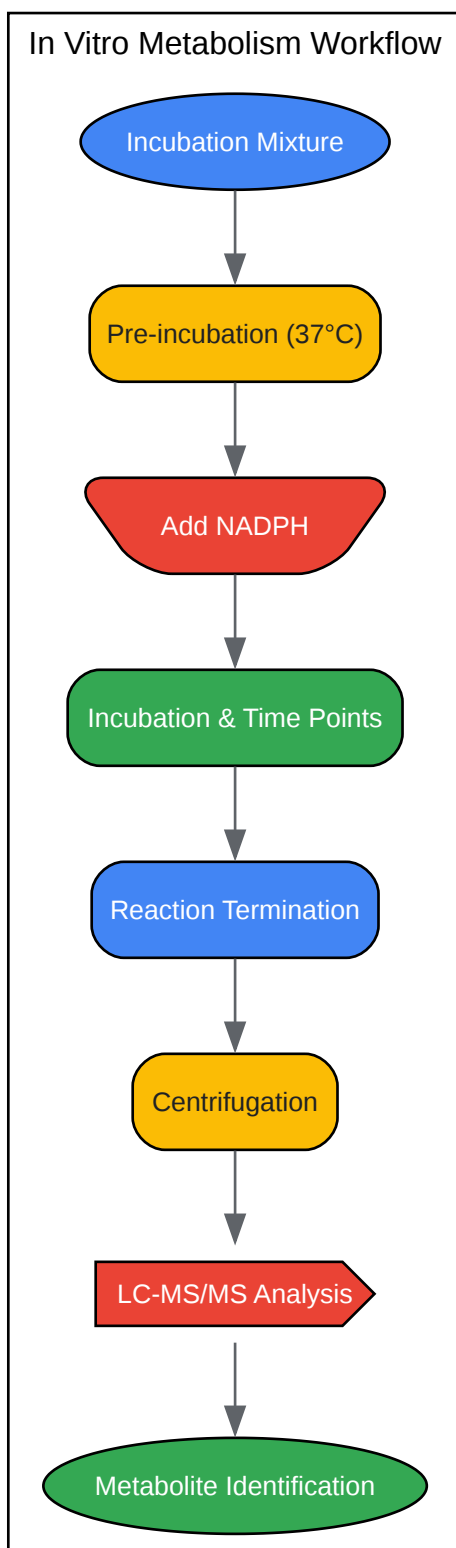 In Vitro Metabolism Workflow
Incubation Mixture
Pre-incubation (37°C)
Add NADPH
Incubation & Time Points
Reaction Termination
Centrifugation
LC-MS/MS Analysis
Metabolite Identification